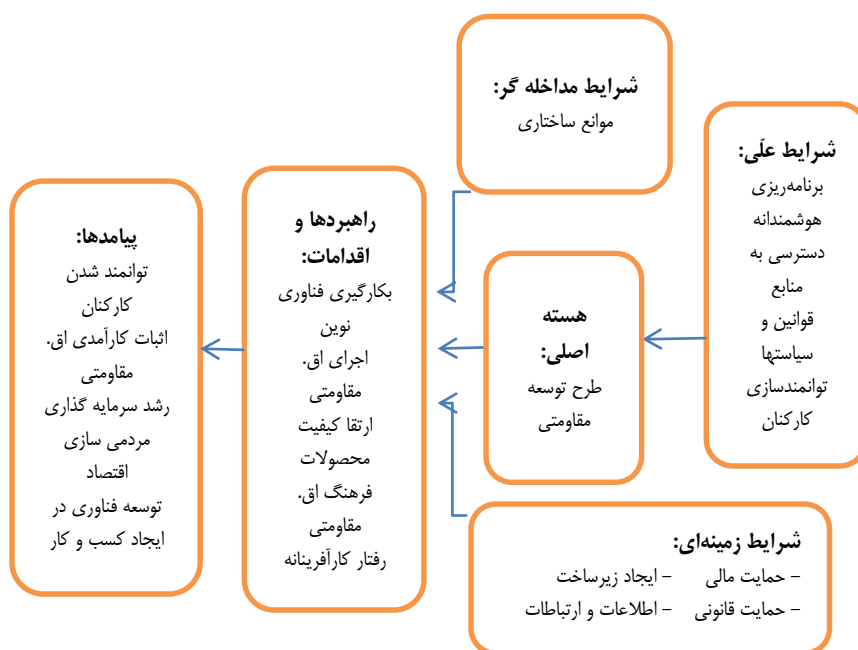 شرایط مداخله گر:
موانع ساختاری
شرایط علّی:
برنامه‌ریزی
هوشمندانه
دسترسی به
منابع
قوانین و
سیاستها
توانمندسازی
کارکنان
هسته
اصلی:
طرح توسعه
مقاومتی
راهبردها و
اقدامات:
بکارگیری فناوری
نوین
اجرای اق.
مقاومتی
ارتقا کیفیت
محصولات
فرهنگ اق.
مقاومتی
رفتار کارآفرینانه
پیامدها:
توانمند شدن
کارکنان
اثبات کارآمدی اق.
مقاومتی
رشد سرمایه گذاری
مردمی سازی
اقتصاد
توسعه فناوری در
ایجاد کسب و کار
شرایط زمینه‌ای:
– حمایت مالی – ایجاد زیرساخت
– حمایت قانونی – اطلاعات و ارتباطات